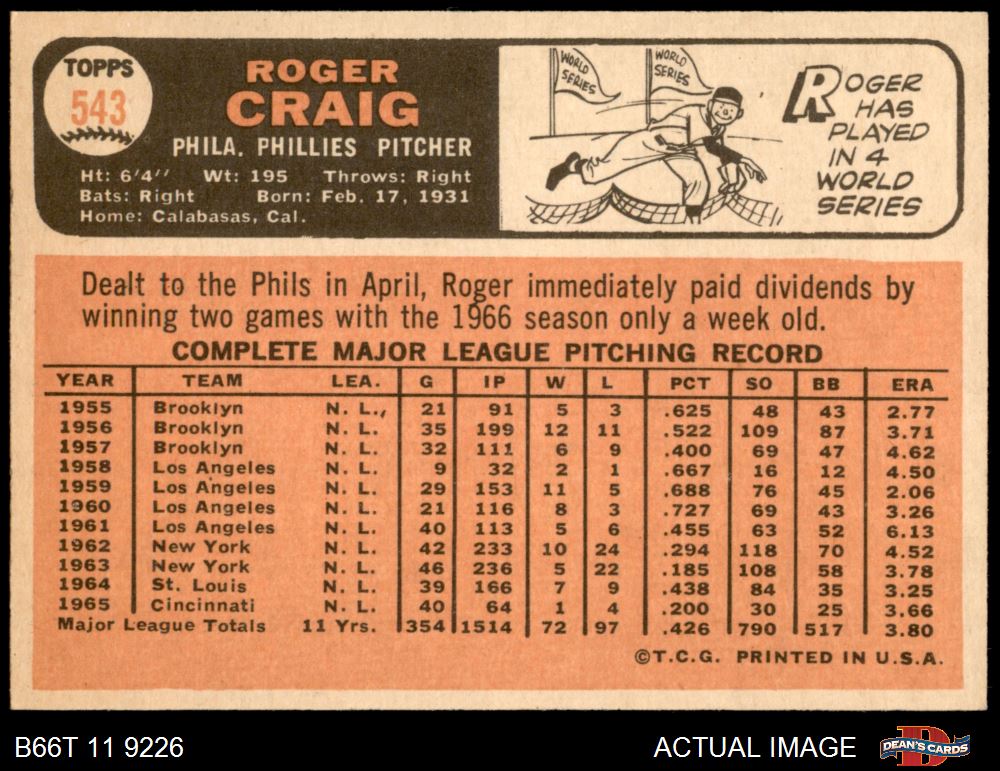 TOPPS
543
ROGER
CRAIG
PHILA. PHILLIES PITCHER
Ht: 6'4" Wt: 195 Throws: Right
Bats: Right Born: Feb. 17, 1931
Home: Calabasas, Cal.
WORLD SERIES
WORLD SERIES
ROGER
HAS
PLAYED
IN 4
WORLD
SERIES
Dealt to the Phils in April, Roger immediately paid dividends by
winning two games with the 1966 season only a week old.
COMPLETE MAJOR LEAGUE PITCHING RECORD
YEAR TEAM LEA. G IP W L PCT SO BB ERA
1955 Brooklyn N. L. 21 91 5 3 .625 48 43 2.77
1956 Brooklyn N. L. 35 199 12 11 .522 109 87 3.71
1957 Brooklyn N. L. 32 111 6 9 .400 69 47 4.62
1958 Los Angeles N. L. 9 32 2 1 .667 16 12 4.50
1959 Los Angeles N. L. 29 153 11 5 .688 76 45 2.06
1960 Los Angeles N. L. 21 116 8 3 .727 69 43 3.26
1961 Los Angeles N. L. 40 113 5 6 .455 63 52 6.13
1962 New York N. L. 42 233 10 24 .294 118 70 4.52
1963 New York N. L. 46 236 5 22 .185 108 58 3.78
1964 St. Louis N. L. 39 166 7 9 .438 84 35 3.25
1965 Cincinnati N. L. 40 64 1 4 .200 30 25 3.66
Major League Totals 11 Yrs. 354 1514 72 97 .426 790 517 3.80
©T.C.G. PRINTED IN U.S.A.
B66T 11 9226
ACTUAL IMAGE
DEAN'S CARDS